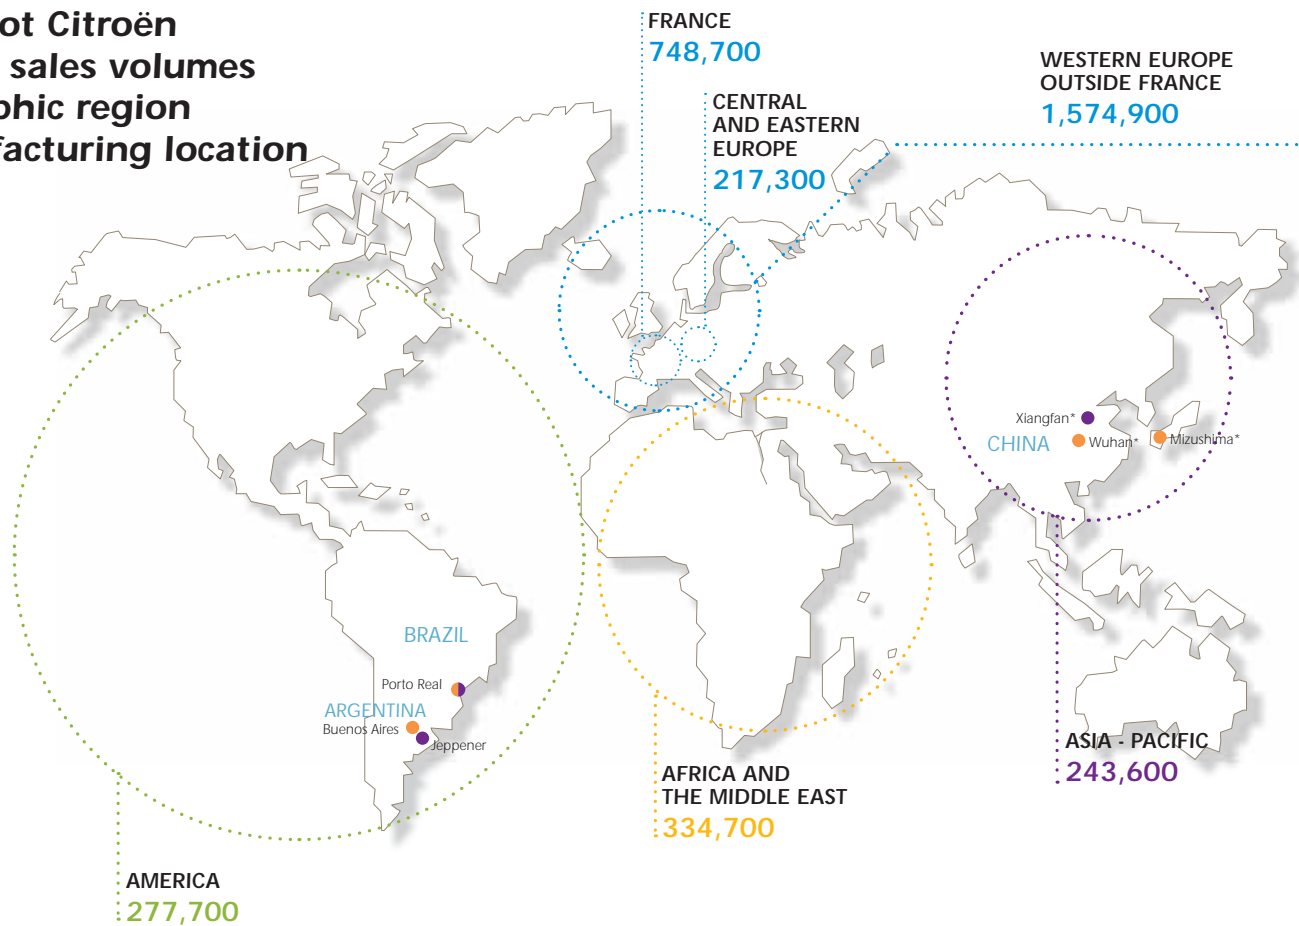 ot Citroën
sales volumes
phic region
facturing location
FRANCE
748,700
CENTRAL
AND EASTERN
EUROPE
217,300
WESTERN EUROPE
OUTSIDE FRANCE
1,574,900
Xiangfan*
CHINA
Wuhan*
Mizushima*
BRAZIL
Porto Real
ARGENTINA
Buenos Aires
Jeppener
ASIA - PACIFIC
243,600
AFRICA AND
THE MIDDLE EAST
334,700
AMERICA
277,700